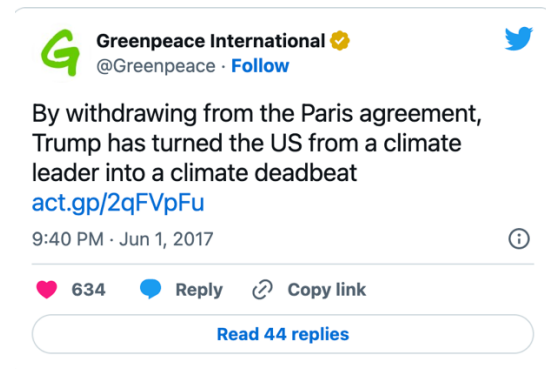 Greenpeace International
@Greenpeace · Follow
By withdrawing from the Paris agreement,
Trump has turned the US from a climate
leader into a climate deadbeat
act.gp/2qFVpFu
9:40 PM · Jun 1, 2017
634 Reply Copy link
Read 44 replies